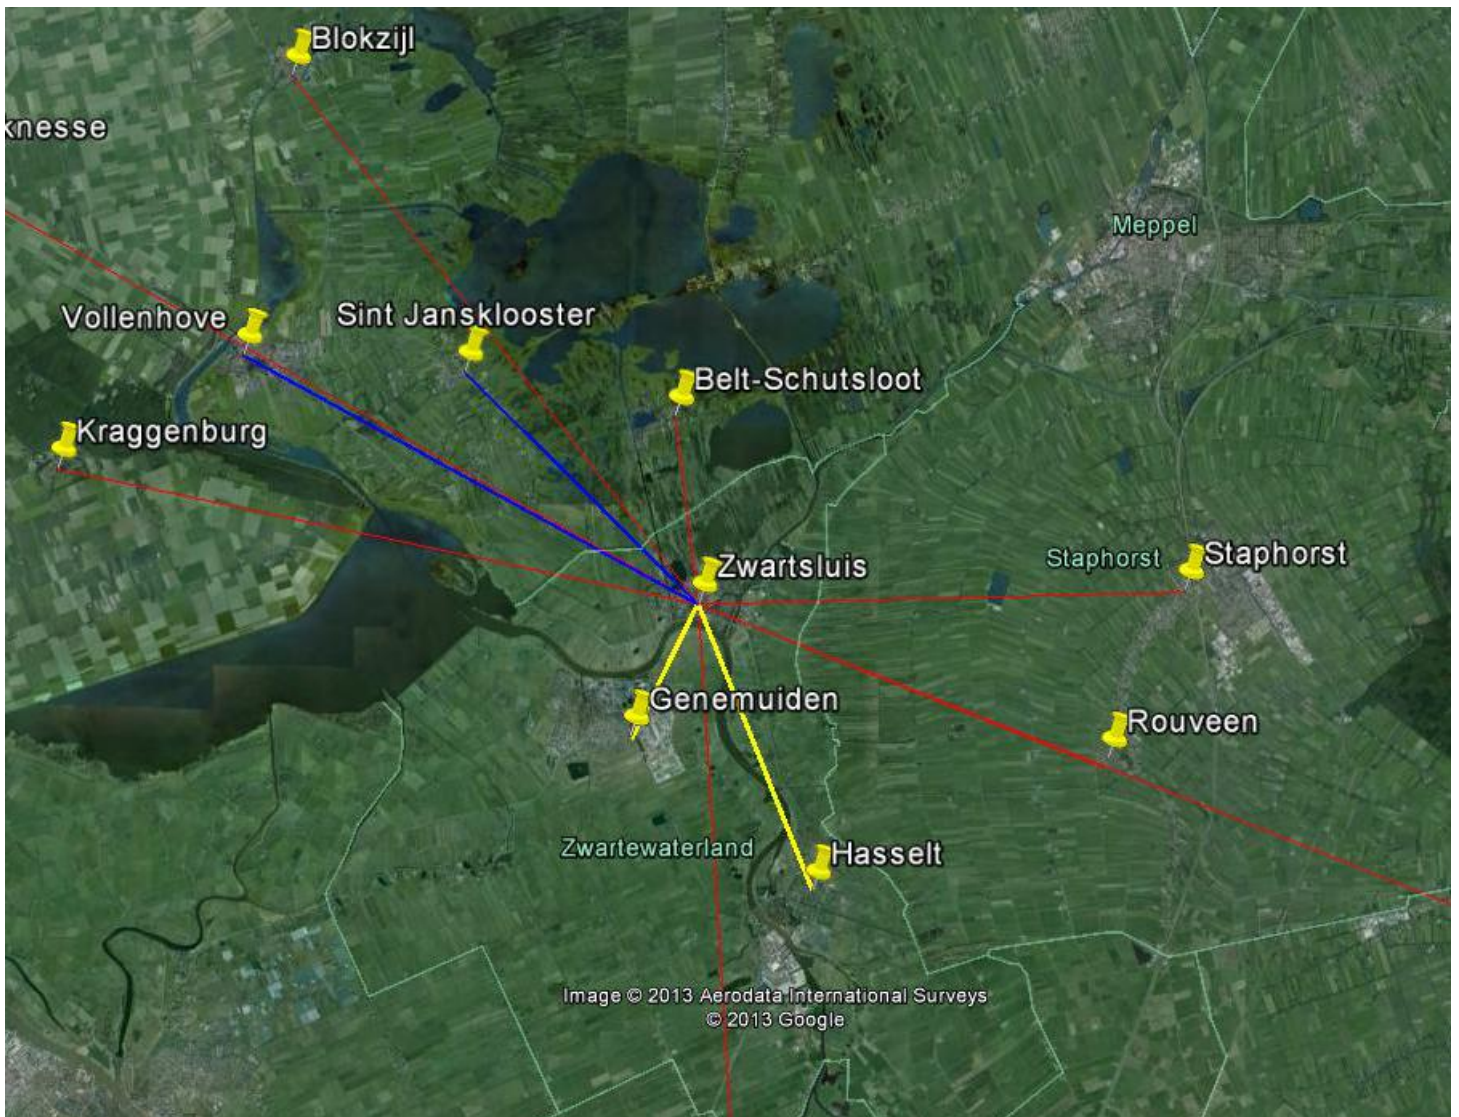 Blokzijl
knesse
Meppel
Vollenhove
Sint Jansklooster
Belt-Schutsloot
Kraggenburg
Zwartsluis
Staphorst
Staphorst
Genemuiden
Rouveen
Zwartewaterland
Hasselt
Image © 2013 Aerodata International Surveys
© 2013 Google